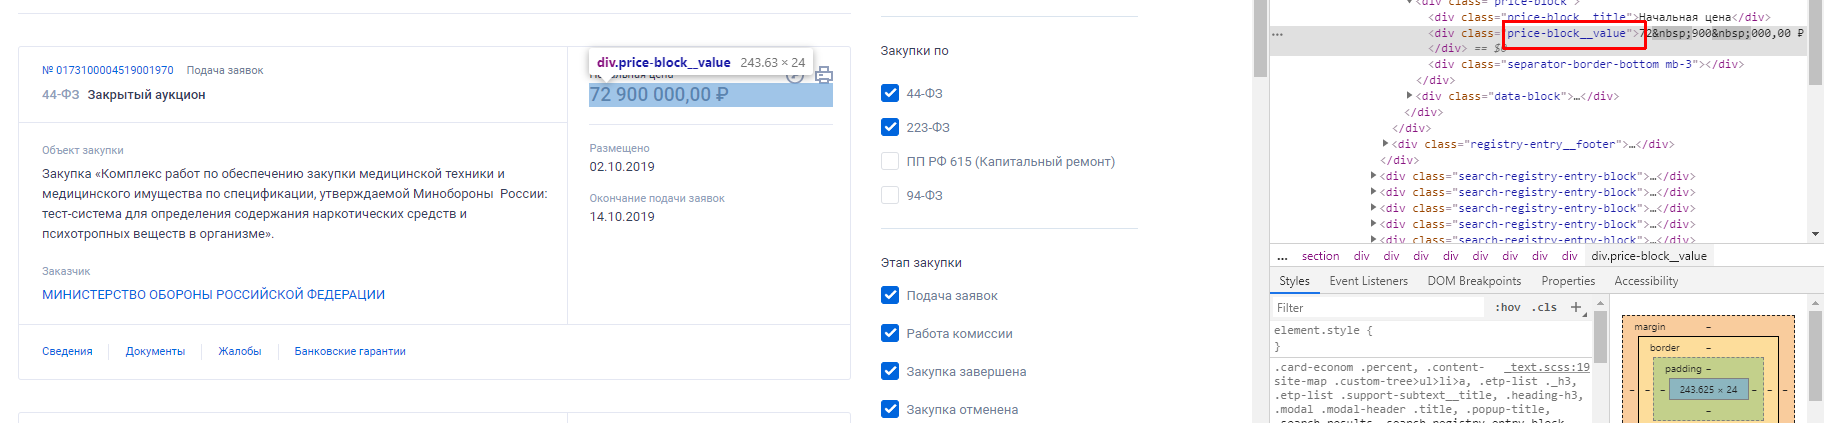 № 0173100004519001970 Подача заявок
44-ФЗ Закрытый аукцион
div.price-block__value 243.63 × 24
72 900 000,00 ₽
Объект закупки
Закупка «Комплекс работ по обеспечению закупки медицинской техники и
медицинского имущества по спецификации, утверждаемой Минобороны России:
тест-система для определения содержания наркотических средств и
психотропных веществ в организме».
Заказчик
МИНИСТЕРСТВО ОБОРОНЫ РОССИЙСКОЙ ФЕДЕРАЦИИ
Размещено
02.10.2019
Окончание подачи заявок
14.10.2019
Сведения Документы Жалобы Банковские гарантии
Закупки по
44-ФЗ
223-ФЗ
ПП РФ 615 (Капитальный ремонт)
94-ФЗ
Этап закупки
Подача заявок
Работа комиссии
Закупка завершена
Закупка отменена
<div class="price-block">
<div class="price-block__title">Начальная цена</div>
<div class="price-block__value">72&nbsp;900&nbsp;000,00 ₽
</div> == $0
<div class="separator-border-bottom mb-3"></div>
<div class="data-block">…</div>
</div>
</div>
<div class="registry-entry__footer">…</div>
</div>
<div class="search-registry-entry-block">…</div>
<div class="search-registry-entry-block">…</div>
<div class="search-registry-entry-block">…</div>
<div class="search-registry-entry-block">…</div>
<div class="search-registry-entry-block">…</div>
... section div div div div div div div div div.price-block__value
Styles Event Listeners DOM Breakpoints Properties Accessibility
Filter :hov .cls +
element.style {
}
_text.scss:19
.card-econom .percent, .content-
site-map .custom-tree>ul>li>a, .etp-list ._h3,
.etp-list .support-subtext__title, .heading-h3,
.modal .modal-header .title, .popup-title,
.search-results .search-registry-entry-block
margin –
border –
padding –
– – – 243.625 × 24 – – –
–